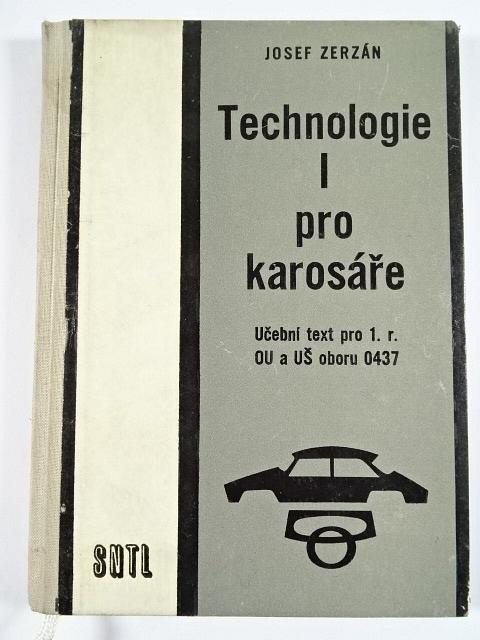 JOSEF ZERZÁN
Technologie
I
pro
karosáře
Učební text pro 1. r.
OU a UŠ oboru 0437
SNTL